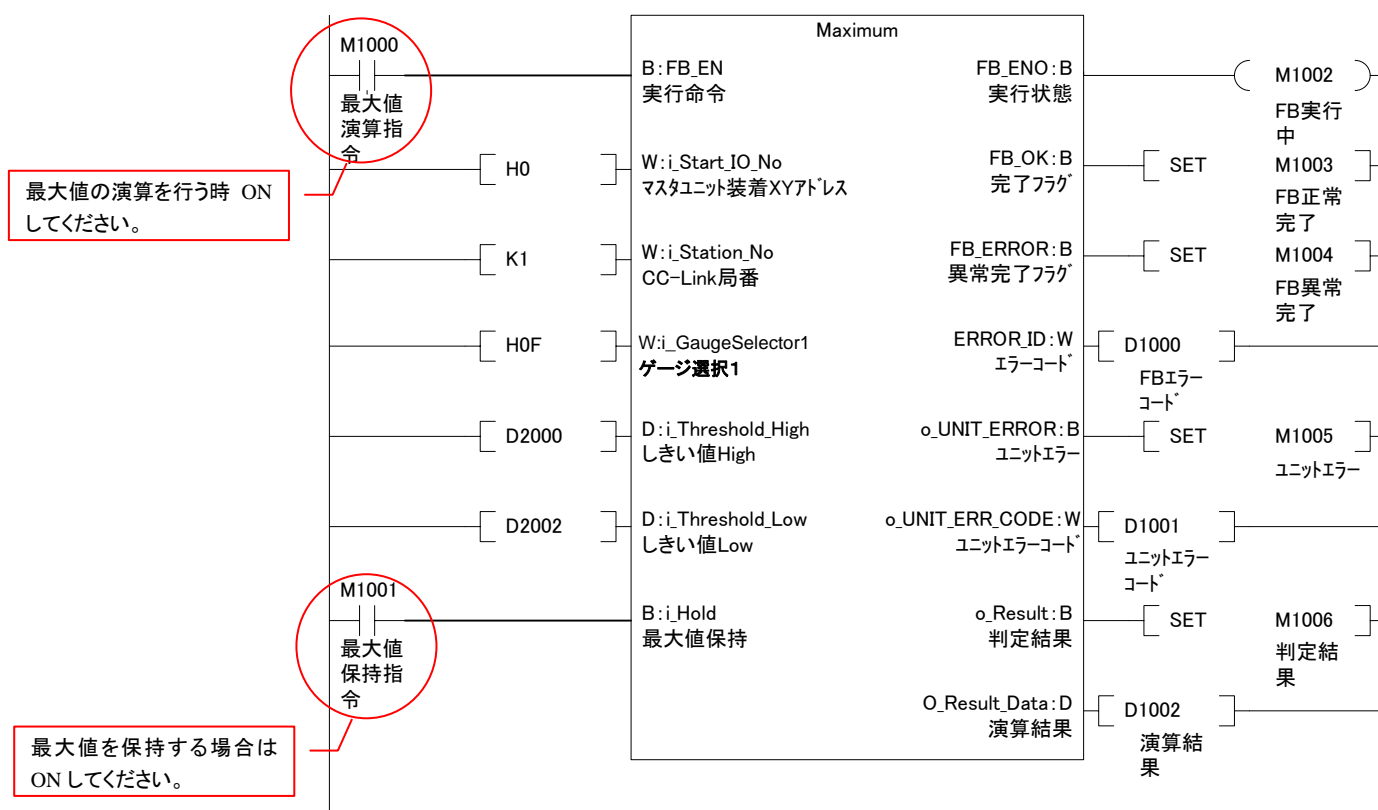 Maximum
M1000
最大値
演算指
令
B:FB_EN
実行命令
FB_ENO:B
実行状態
M1002
FB実行
中
最大値の演算を行う時 ON
してください。
H0
W:i_Start_IO_No
マスタユニット装着XYアドレス
FB_OK:B
完了フラグ
SET
M1003
FB正常
完了
K1
W:i_Station_No
CC-Link局番
FB_ERROR:B
異常完了フラグ
SET
M1004
FB異常
完了
H0F
W:i_GaugeSelector1
ゲージ選択1
ERROR_ID:W
エラーコード
D1000
FBエラー
コード
D2000
D:i_Threshold_High
しきい値High
o_UNIT_ERROR:B
ユニットエラー
SET
M1005
ユニットエラー
D2002
D:i_Threshold_Low
しきい値Low
o_UNIT_ERR_CODE:W
ユニットエラーコード
D1001
ユニットエラー
コード
M1001
最大値
保持指
令
B:i_Hold
最大値保持
o_Result:B
判定結果
SET
M1006
判定結
果
O_Result_Data:D
演算結果
D1002
演算結
果
最大値を保持する場合は
ON してください。